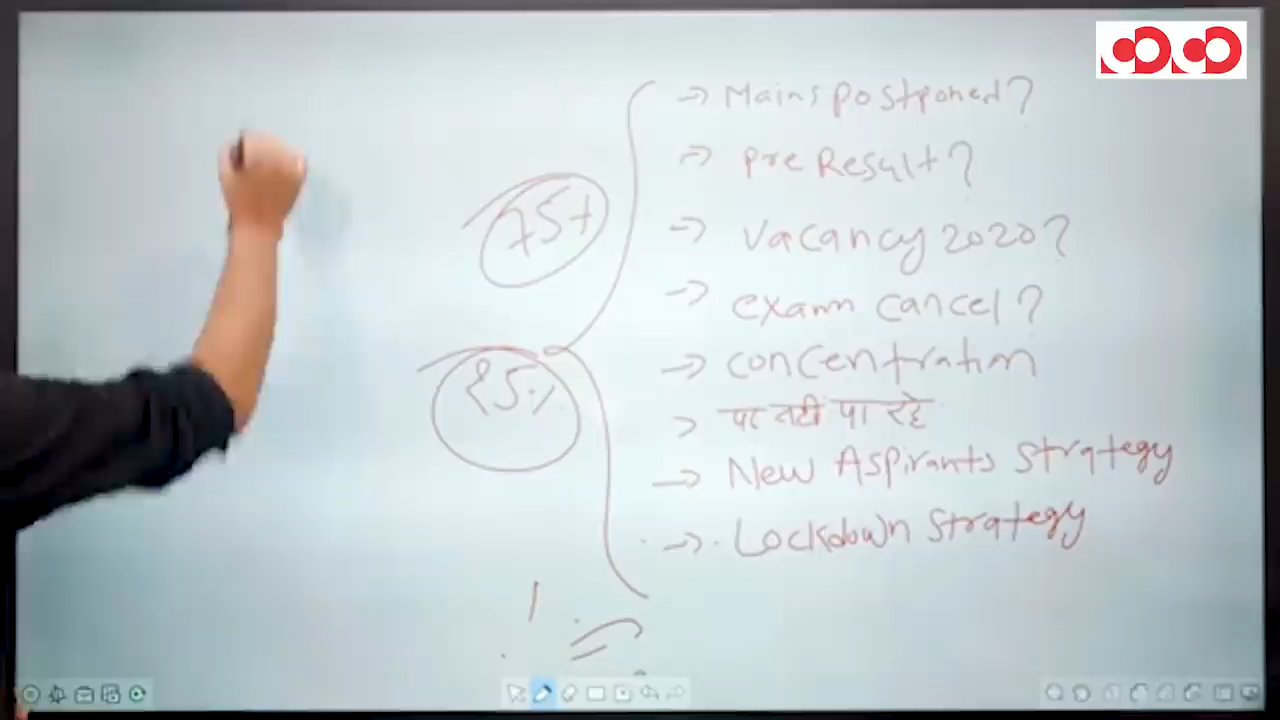 → Mains postponed?
→ Pre Result?
→ Vacancy 2020?
75+
→ exam cancel?
→ concentration
25%
→ पढ़ नहीं पा रहे
→ New Aspirants Strategy
→ Lockdown Strategy